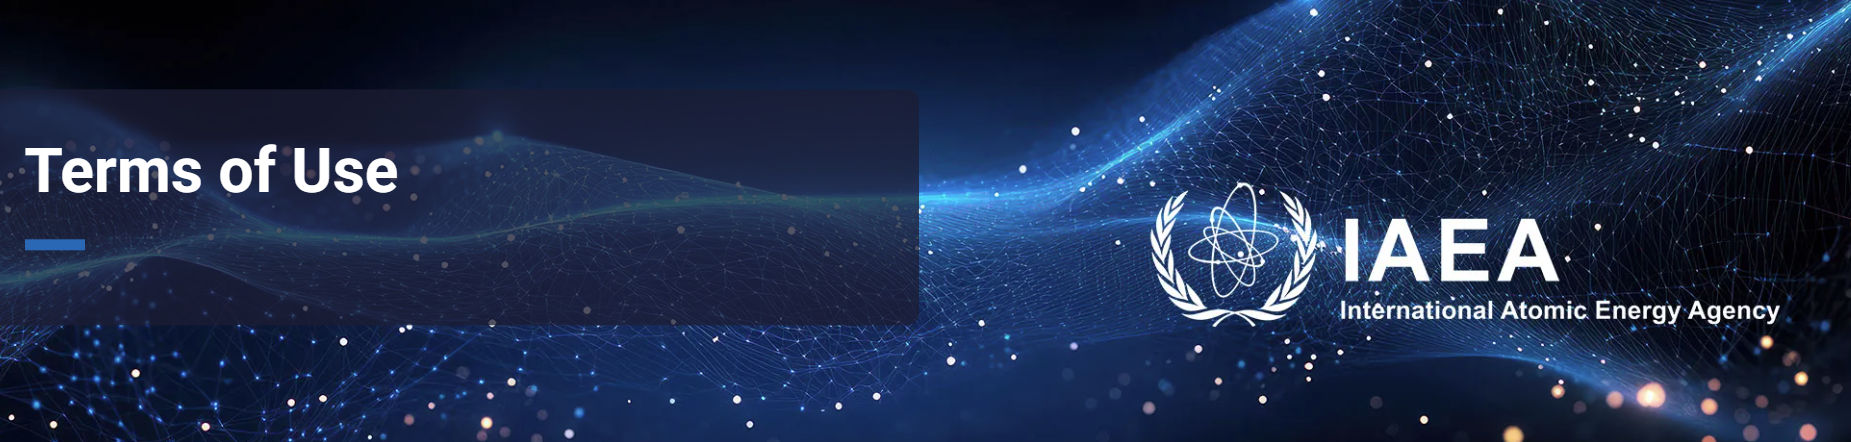 Terms of Use
IAEA
International Atomic Energy Agency